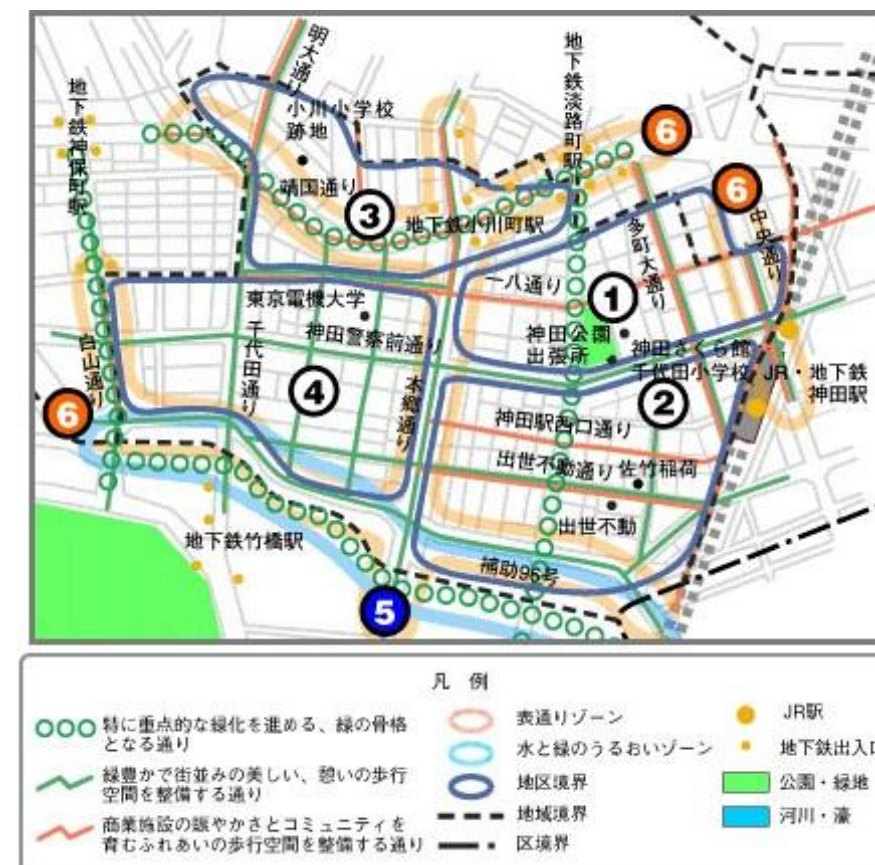 明大通り
地下鉄淡路町駅
地下鉄神保町駅
小川小学校
跡地
6
6
靖国通り
3
地下鉄小川町駅
多町大通り
中央通り
一八通り
1
東京電機大学
神田警察前通り
神田公園
出張所
神田さくら館
千代田小学校
JR・地下鉄
神田駅
白山通り
千代田通り
本郷通り
4
2
6
神田駅西口通り
出世不動通り
佐竹稲荷
出世不動
地下鉄竹橋駅
補助95号
5
凡 例
特に重点的な緑化を進める、緑の骨格
となる通り
緑豊かで街並みの美しい、憩いの歩行
空間を整備する通り
商業施設の賑やかさとコミュニティを
育むふれあいの歩行空間を整備する通り
表通りゾーン
水と緑のうるおいゾーン
地区境界
地域境界
区境界
JR駅
地下鉄出入口
公園・緑地
河川・濠